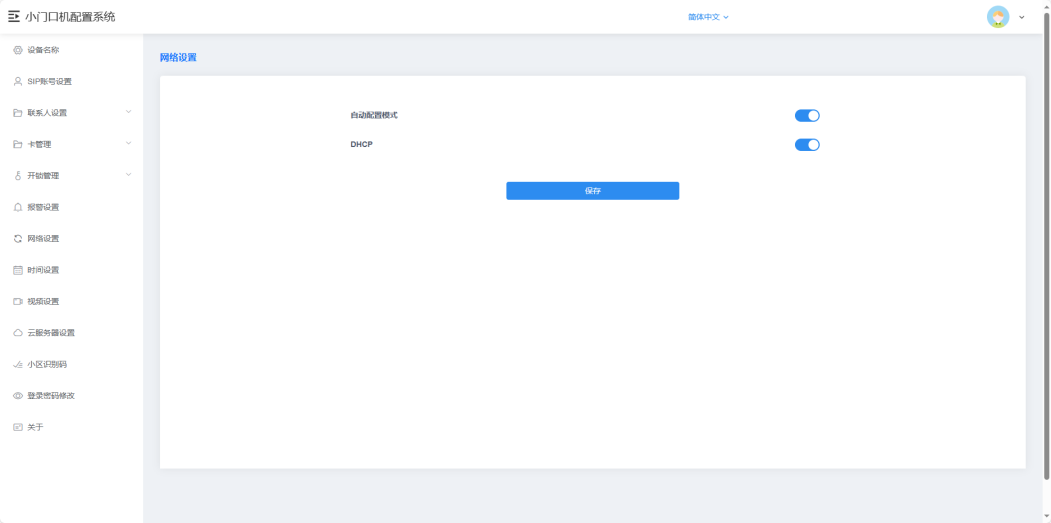 小门口机配置系统
简体中文
设备名称
SIP账号设置
联系人设置
卡管理
开锁管理
报警设置
网络设置
时间设置
视频设置
云服务器设置
小区识别码
登录密码修改
关于
网络设置
自动配置模式
DHCP
保存